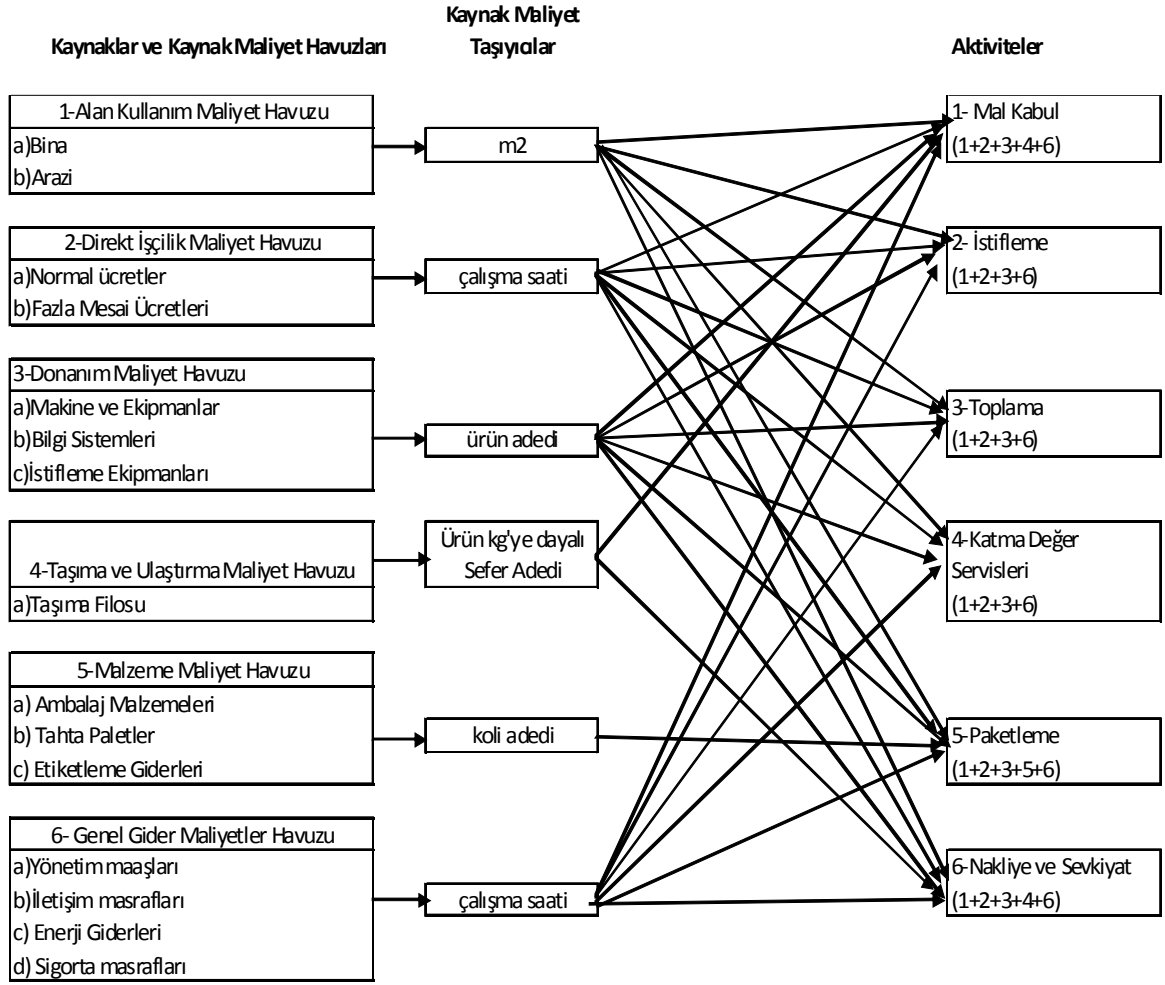 Kaynaklar ve Kaynak Maliyet Havuzları
Kaynak Maliyet
Taşıyıcılar
Aktiviteler
1-Alan Kullanım Maliyet Havuzu
a)Bina
b)Arazi
m2
1- Mal Kabul
(1+2+3+4+6)
2-Direkt İşçilik Maliyet Havuzu
a)Normal ücretler
b)Fazla Mesai Ücretleri
çalışma saati
2- İstifleme
(1+2+3+6)
3-Donanım Maliyet Havuzu
a)Makine ve Ekipmanlar
b)Bilgi Sistemleri
c)İstifleme Ekipmanları
ürün adedi
3-Toplama
(1+2+3+6)
4-Taşıma ve Ulaştırma Maliyet Havuzu
a)Taşıma Filosu
Ürün kg'ye dayalı
Sefer Adedi
4-Katma Değer
Servisleri
(1+2+3+6)
5-Malzeme Maliyet Havuzu
a) Ambalaj Malzemeleri
b) Tahta Paletler
c) Etiketleme Giderleri
koli adedi
5-Paketleme
(1+2+3+5+6)
6- Genel Gider Maliyetler Havuzu
a)Yönetim maaşları
b)İletişim masrafları
c) Enerji Giderleri
d) Sigorta masrafları
çalışma saati
6-Nakliye ve Sevkiyat
(1+2+3+4+6)